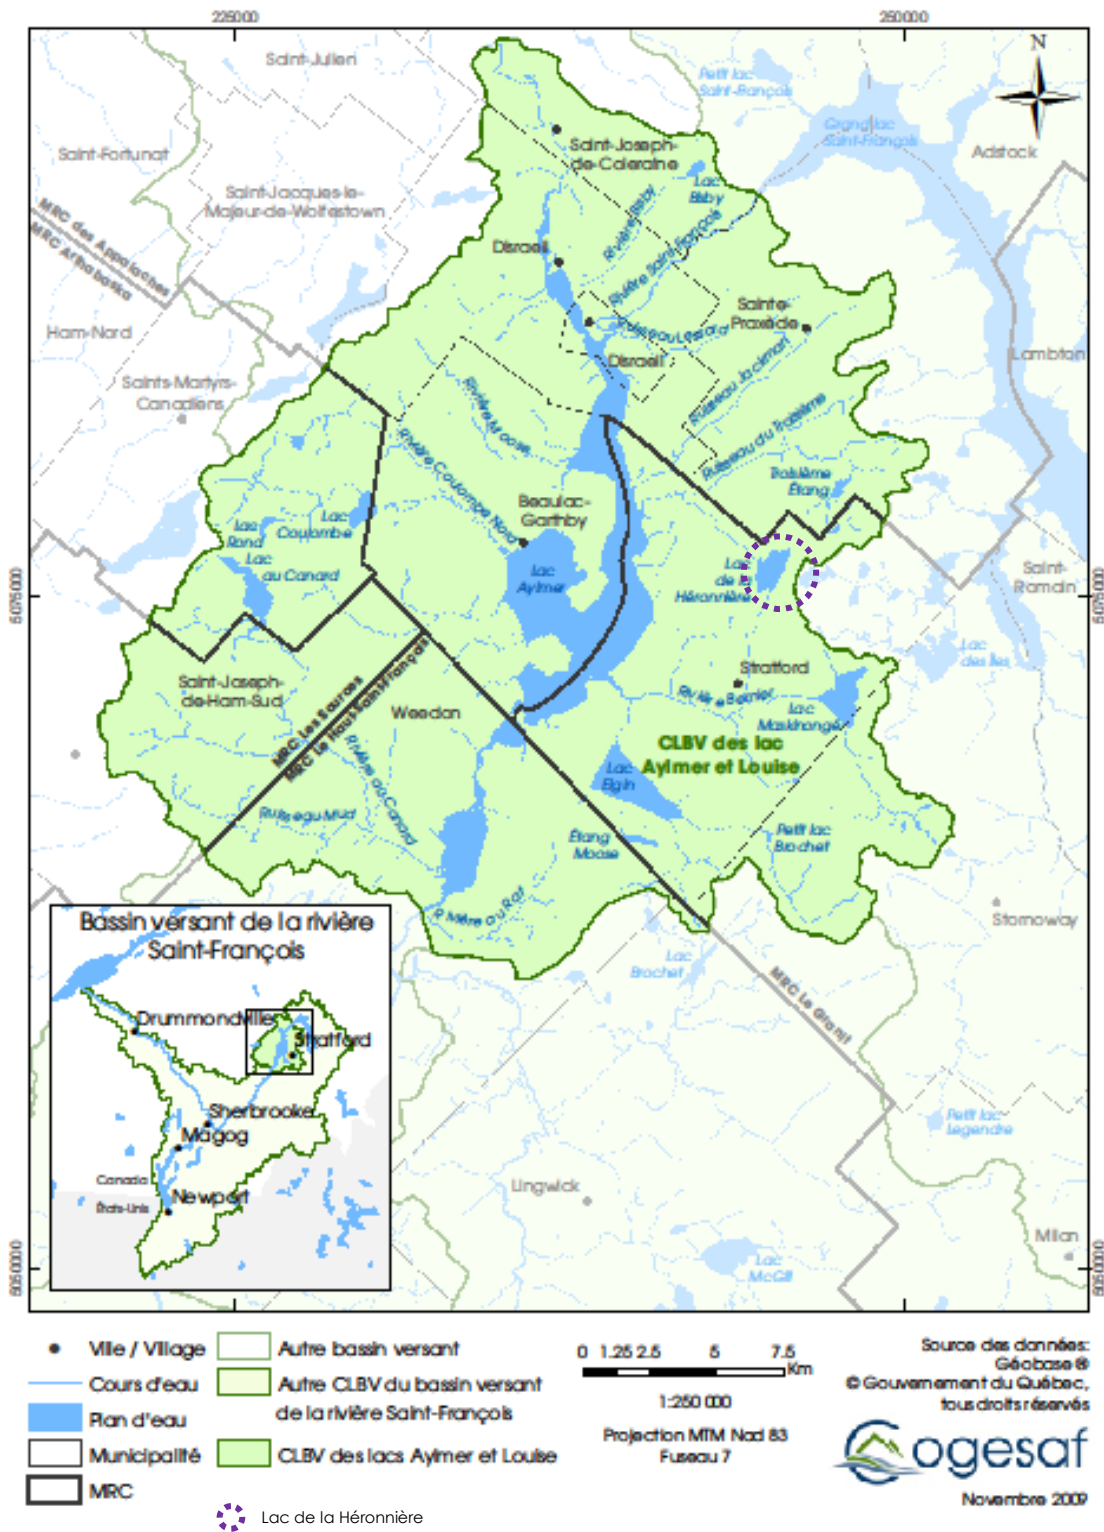 225000
250000
Saint-Julien
N
Petit lac
Saint-François
Grand lac
Saint-François
Saint-Joseph-
de-Coleraine
Adstock
Saint-Fortunat
Lac
Bisby
Saint-Jacques-le-
Majeur-de-Wolfestown
Rivière Bisby
MRC des Appalaches
MRC Arthabaska
Rivière Saint-François
Disraeli
Sainte-
Praxède
Ham-Nord
Ruisseau Lessard
Disraeli
Lambton
Ruisseau Jackman
Saints-Martyrs-
Canadiens
Rivière Moose
Ruisseau du Troisième
Rivière Coulombe Nord
Troisième
Étang
Beaulac-
Garthby
Lac
Coulombe
Lac
Rond
Lac
au Canard
Lac
Aylmer
Lac
de la
Héronnière
Saint-
Romain
5075000
5075000
Lac
des Îles
Stratford
Saint-Joseph-
de-Ham-Sud
Rivière Bernier
Lac
Maskinongé
Weedon
MRC Les Sources
MRC Le Haut-Saint-François
CLBV des lac
Aylmer et Louise
Rivière au Canard
Lac
Elgin
Ruisseau Mud
Étang
Moose
Petit lac
Brochet
Rivière au Rat
Stornoway
Lac
Brochet
MRC Le Granit
Bassin versant de la rivière
Saint-François
Drummondville
Stratford
Sherbrooke
Magog
Canada
États-Unis
Newport
Petit lac
Legendre
Lingwick
Milan
Lac
McGill
5050000
5050000
Ville / Village
Cours d'eau
Plan d'eau
Municipalité
MRC
Autre bassin versant
Autre CLBV du bassin versant
de la rivière Saint-François
CLBV des lacs Aylmer et Louise
Lac de la Héronnière
0 1.25 2.5 5 7.5
Km
1:250 000
Projection MTM Nad 83
Fuseau 7
Source des données:
Géobase®
© Gouvernement du Québec,
tous droits réservés
Cogesaf
Novembre 2009